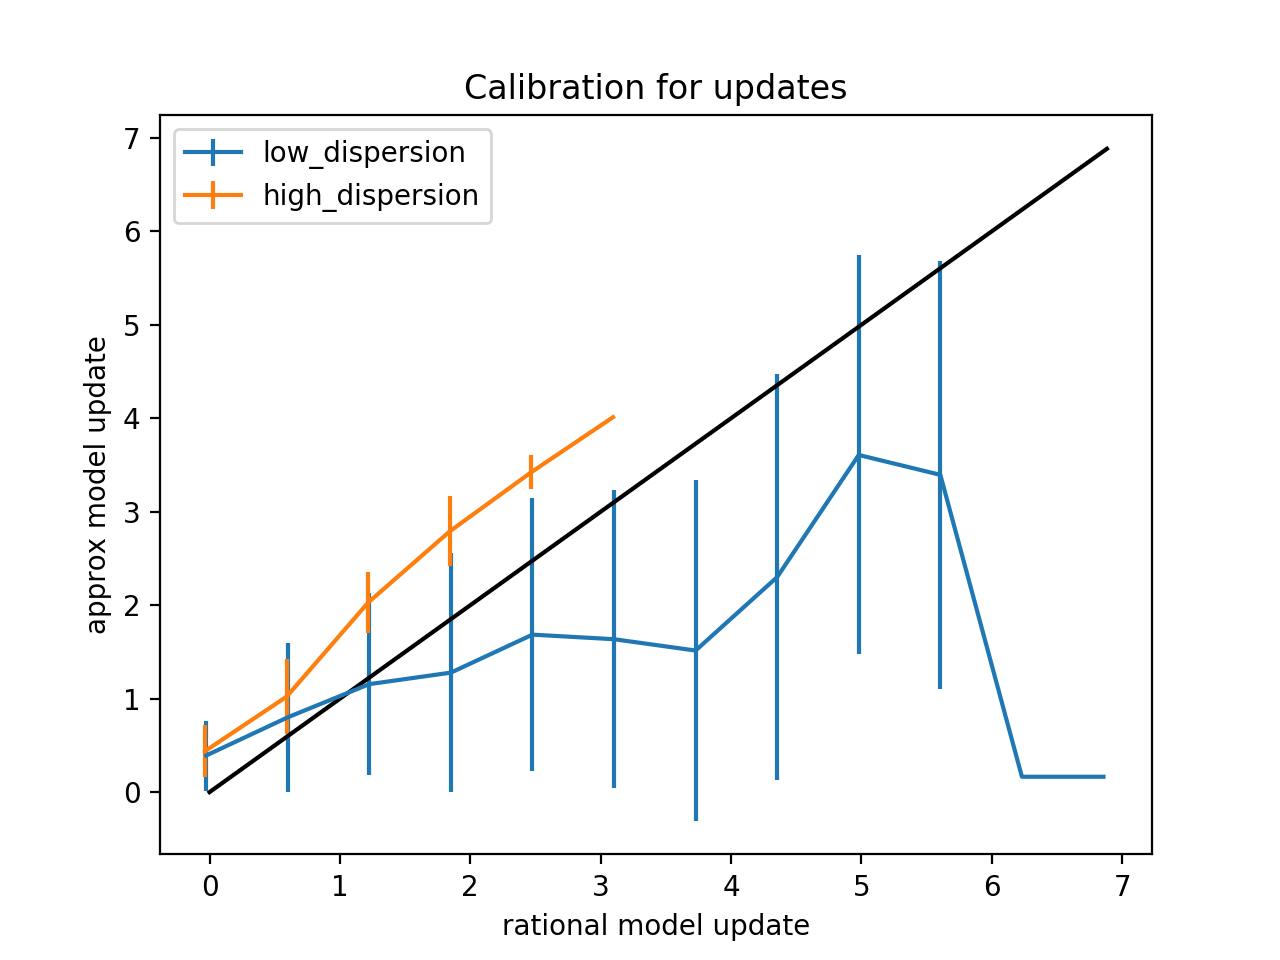 Calibration for updates
low_dispersion
high_dispersion
approx model update
7
6
5
4
3
2
1
0
0 1 2 3 4 5 6 7
rational model update